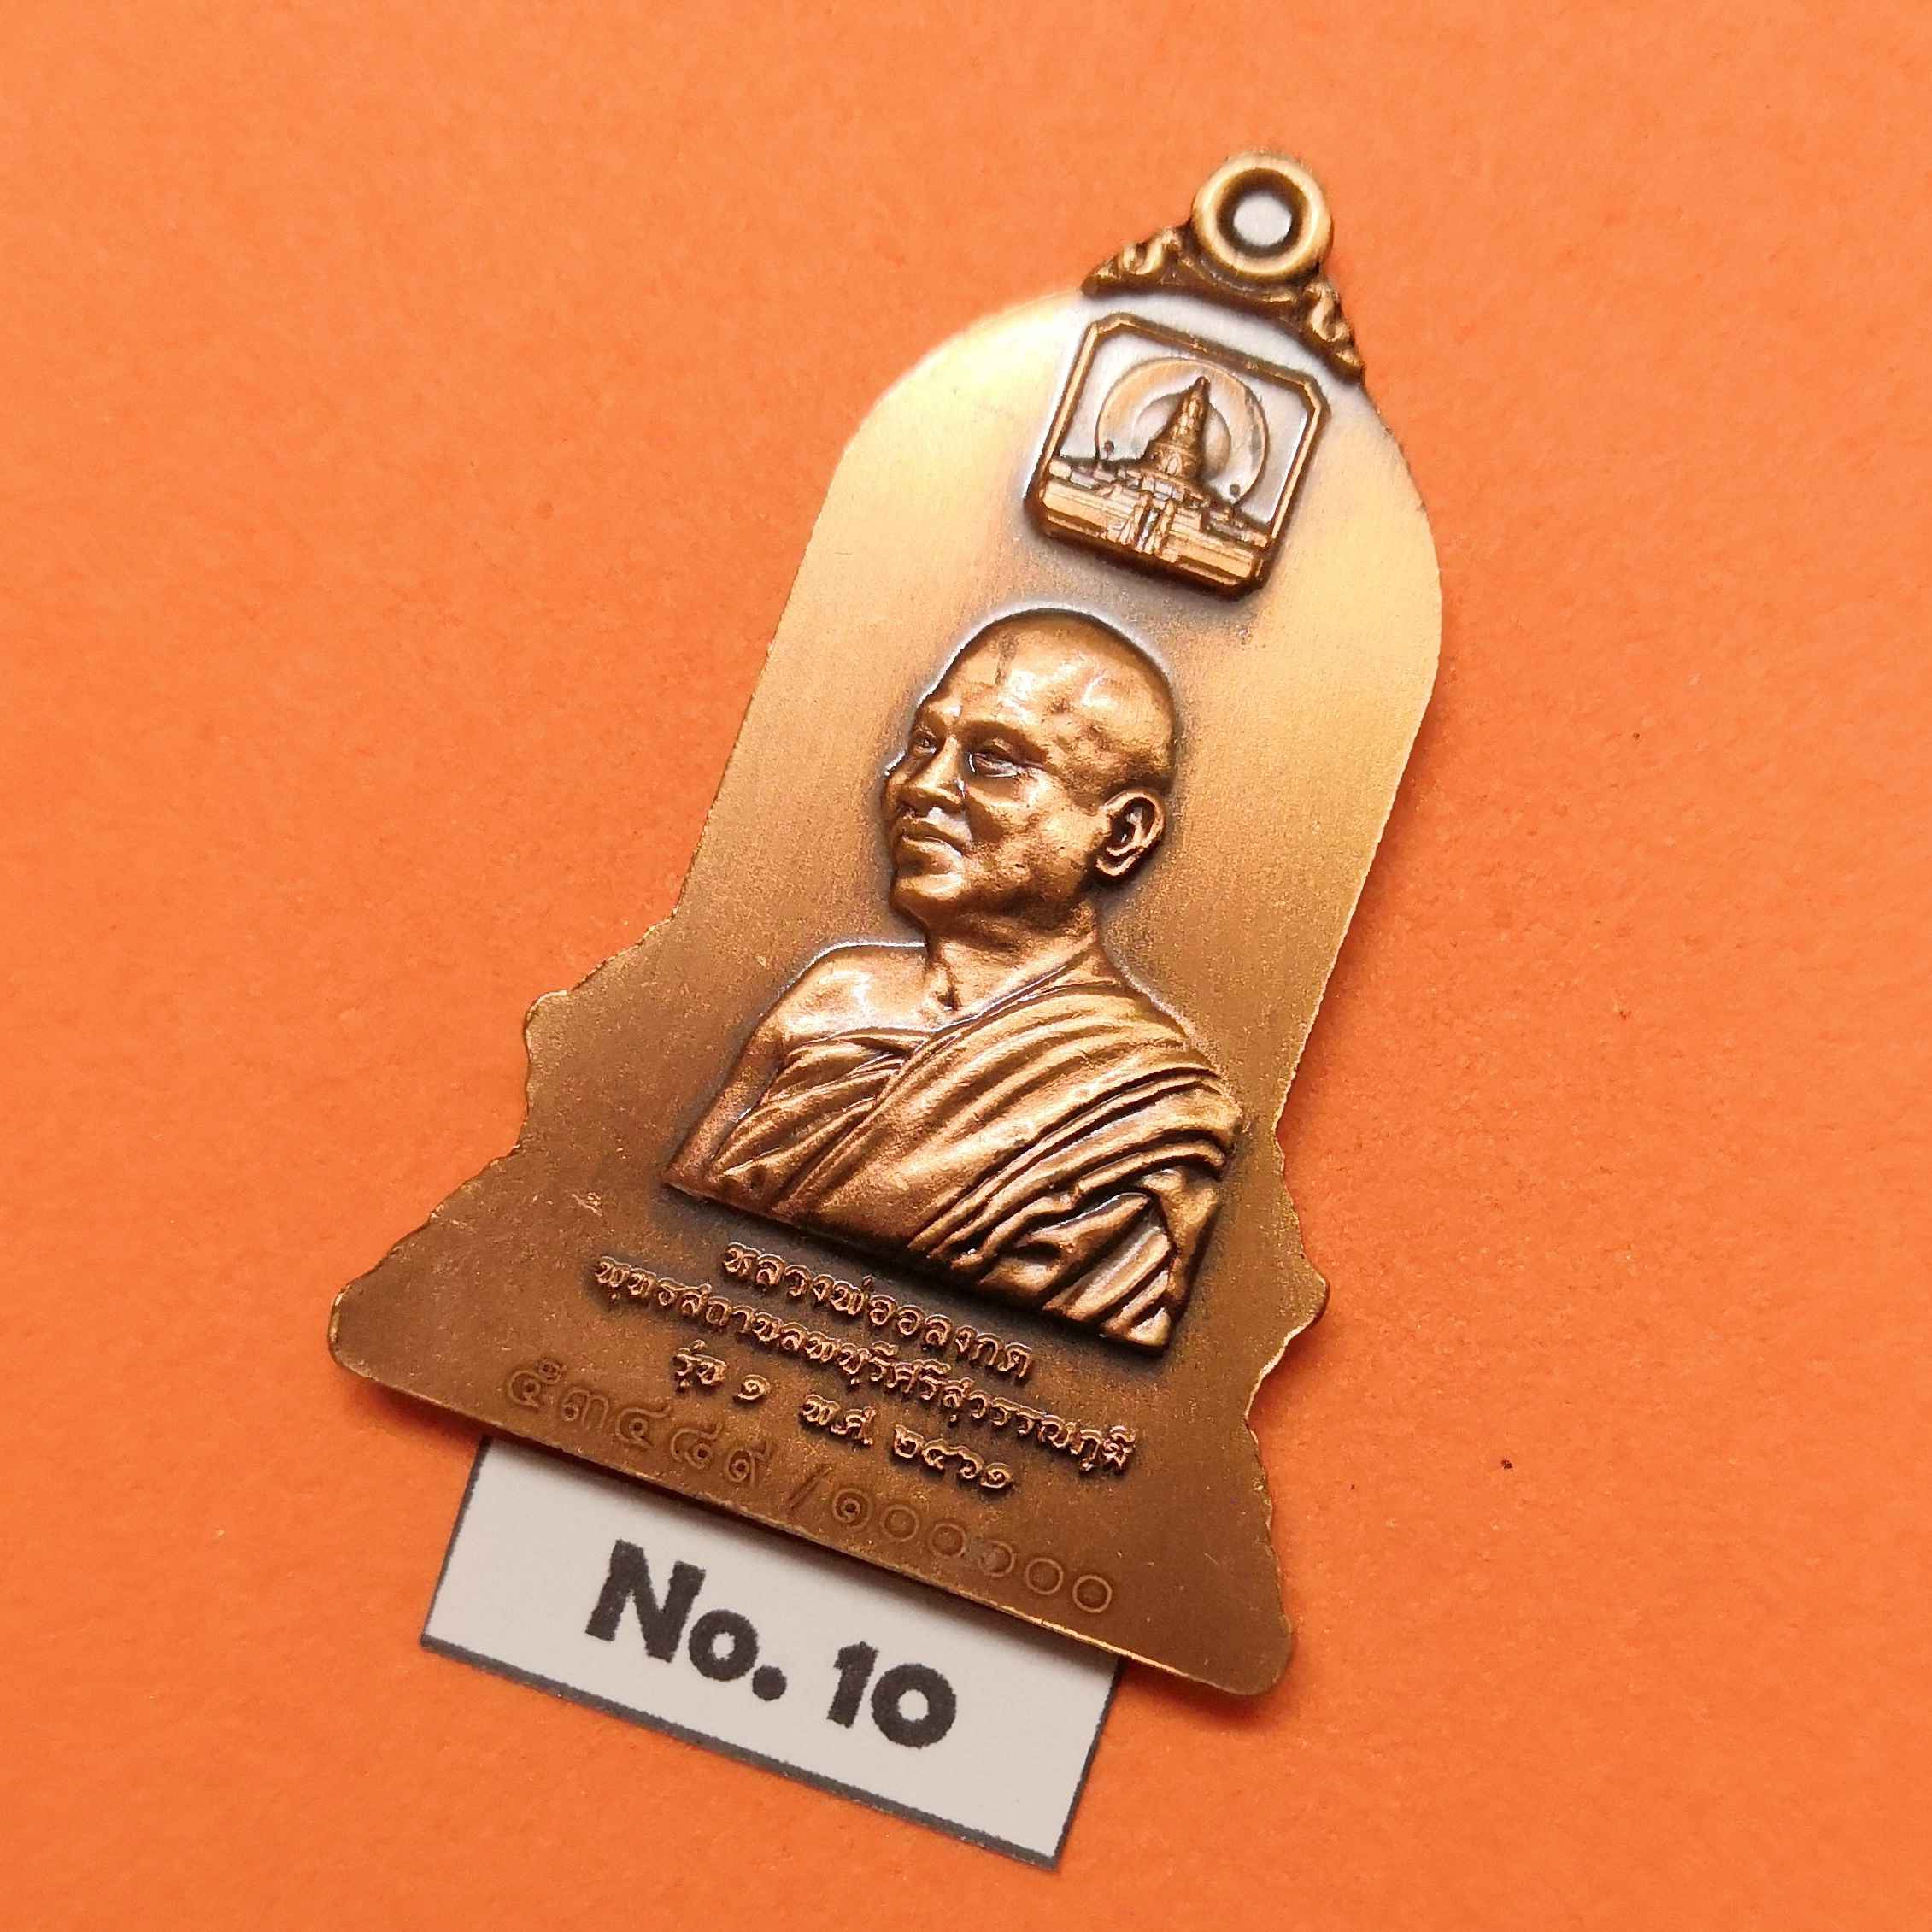 หลวงพ่ออลงกต
พุทธสถานลพบุรีศรีสุวรรณภูมิ
รุ่น ๑ พ.ศ. ๒๕๖๑
๕๓๔๔๙ /๑๐๐๐๐๐
No. 10